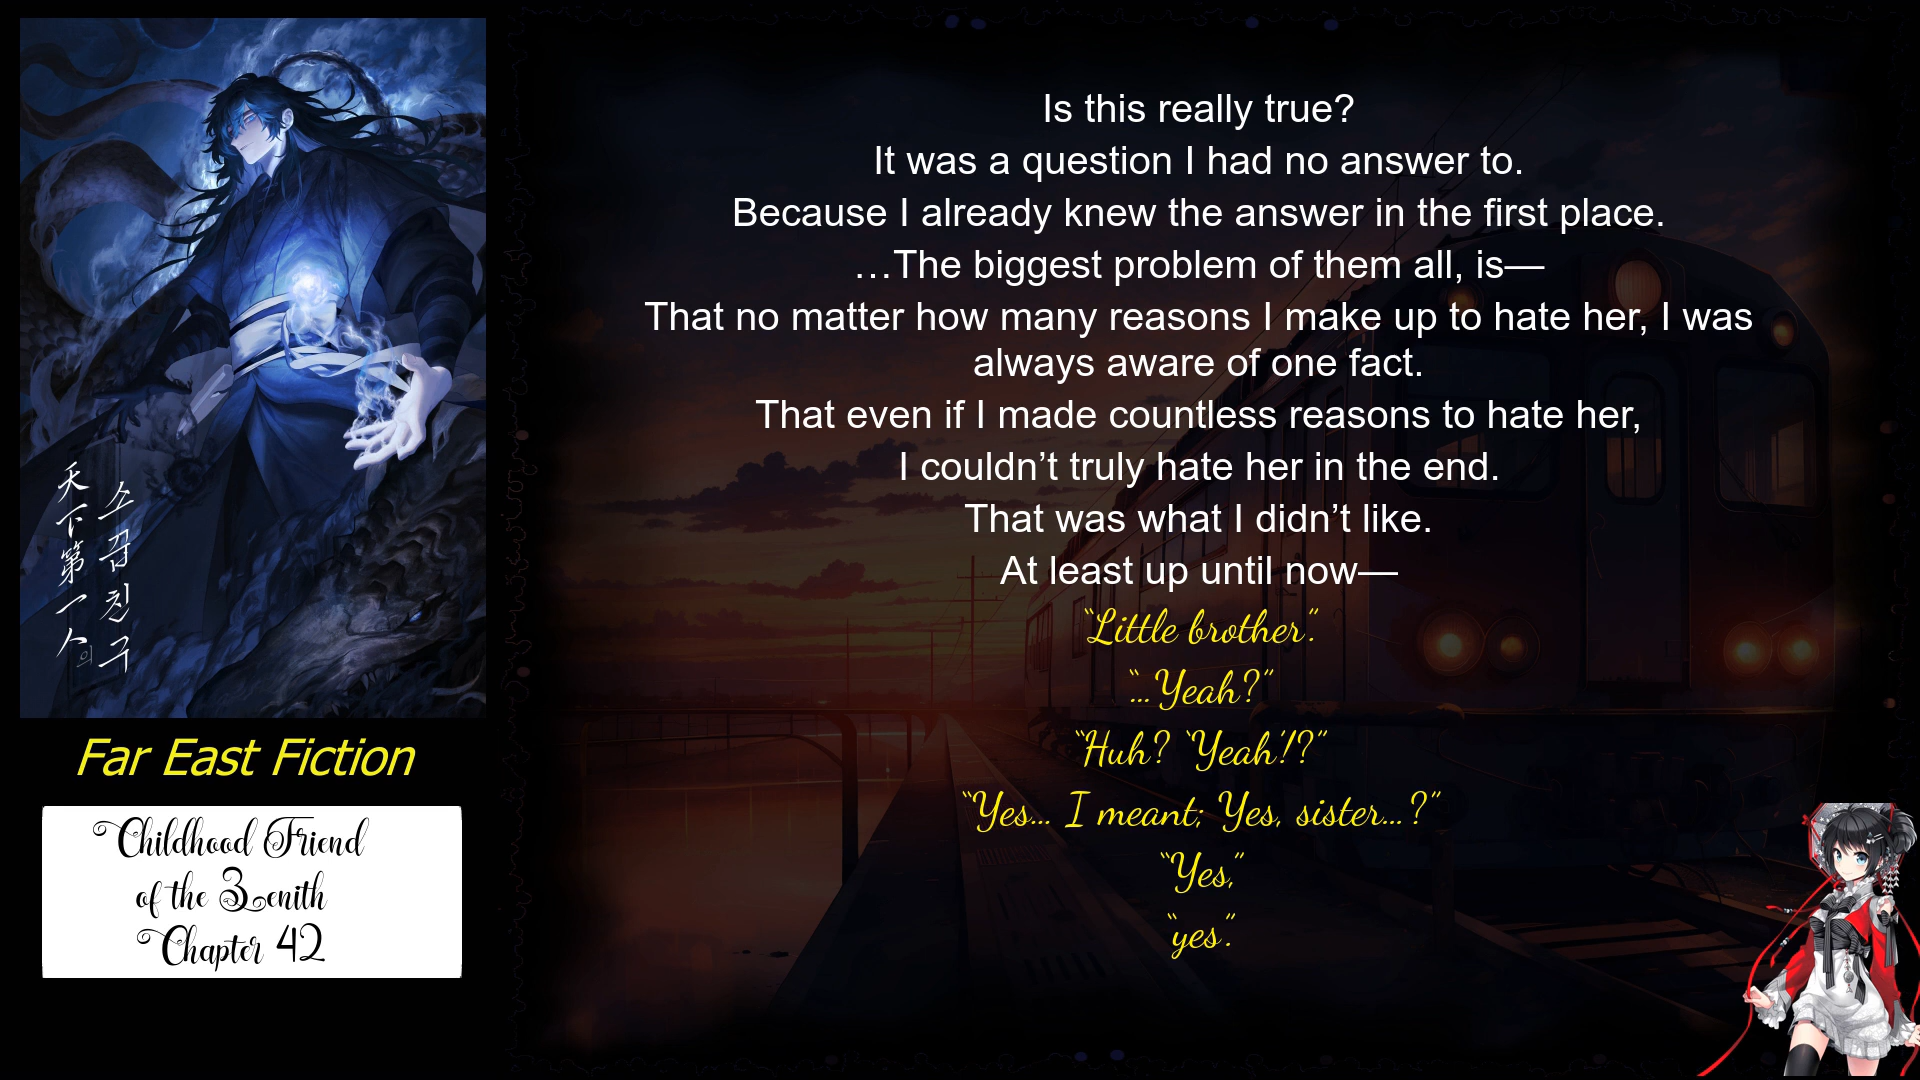 天下第一人의
소꿉친구
Far East Fiction
Childhood Friend
of the Zenith
Chapter 42
Is this really true?
It was a question I had no answer to.
Because I already knew the answer in the first place.
…The biggest problem of them all, is—
That no matter how many reasons I make up to hate her, I was
always aware of one fact.
That even if I made countless reasons to hate her,
I couldn’t truly hate her in the end.
That was what I didn’t like.
At least up until now—
“Little brother.”
“…Yeah?”
“Huh? ‘Yeah’!?”
“Yes… I meant; Yes, sister…?”
“Yes,”
“yes”.